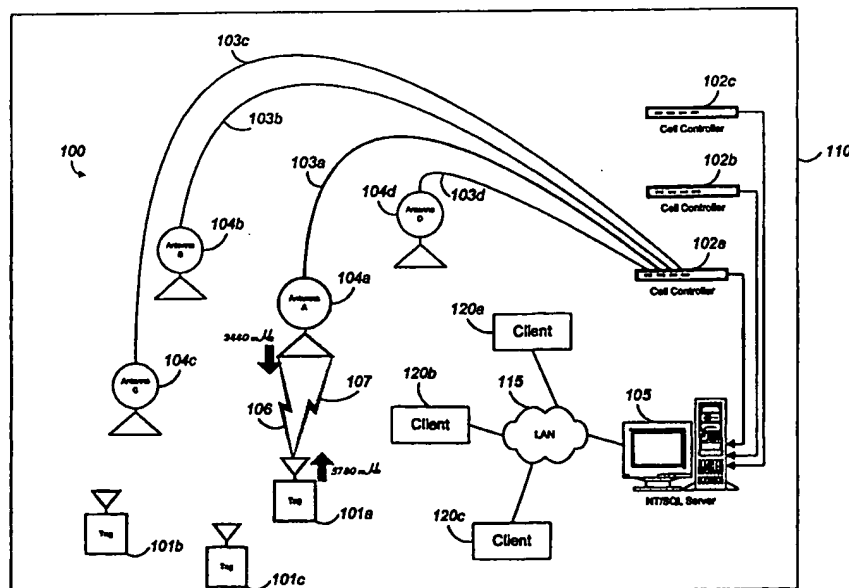 103c
102c
Cell Controller
103b
100
103a
110
102b
Cell Controller
104d
103d
Antenna
D
104b
Antenna
B
102a
Cell Controller
104a
Antenna
A
120a
Client
104c
Antenna
C
107
106
120b
Client
115
LAN
105
NT/SQL Server
Tag
101a
120c
Client
Tag
101b
Tag
101c